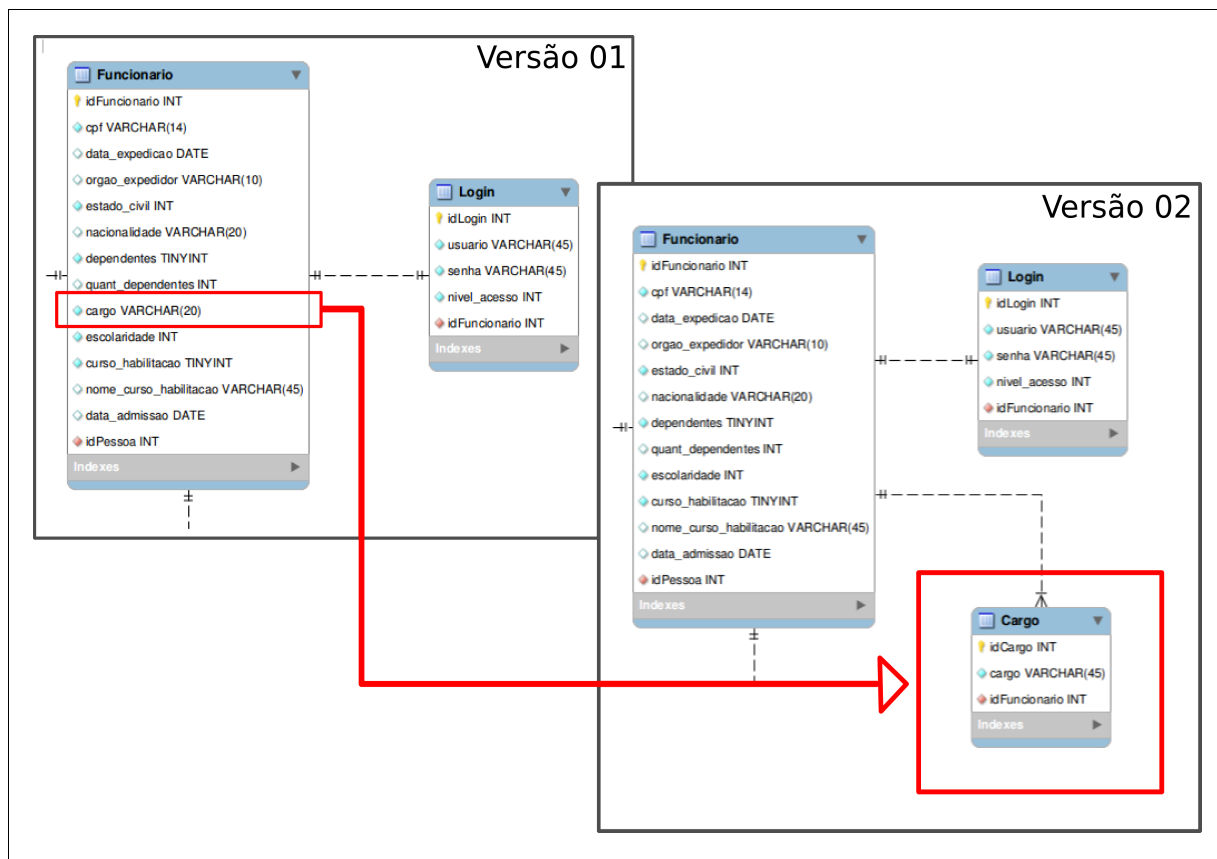 Versão 01
Funcionario
idFuncionario INT
cpf VARCHAR(14)
data_expedicao DATE
orgao_expedidor VARCHAR(10)
estado_civil INT
nacionalidade VARCHAR(20)
dependentes TINYINT
quant_dependentes INT
cargo VARCHAR(20)
escolaridade INT
curso_habilitacao TINYINT
nome_curso_habilitacao VARCHAR(45)
data_admissao DATE
idPessoa INT
Indexes
Login
idLogin INT
usuario VARCHAR(45)
senha VARCHAR(45)
nivel_acesso INT
idFuncionario INT
Indexes
Versão 02
Funcionario
idFuncionario INT
cpf VARCHAR(14)
data_expedicao DATE
orgao_expedidor VARCHAR(10)
estado_civil INT
nacionalidade VARCHAR(20)
dependentes TINYINT
quant_dependentes INT
escolaridade INT
curso_habilitacao TINYINT
nome_curso_habilitacao VARCHAR(45)
data_admissao DATE
idPessoa INT
Indexes
Login
idLogin INT
usuario VARCHAR(45)
senha VARCHAR(45)
nivel_acesso INT
idFuncionario INT
Indexes
Cargo
idCargo INT
cargo VARCHAR(45)
idFuncionario INT
Indexes